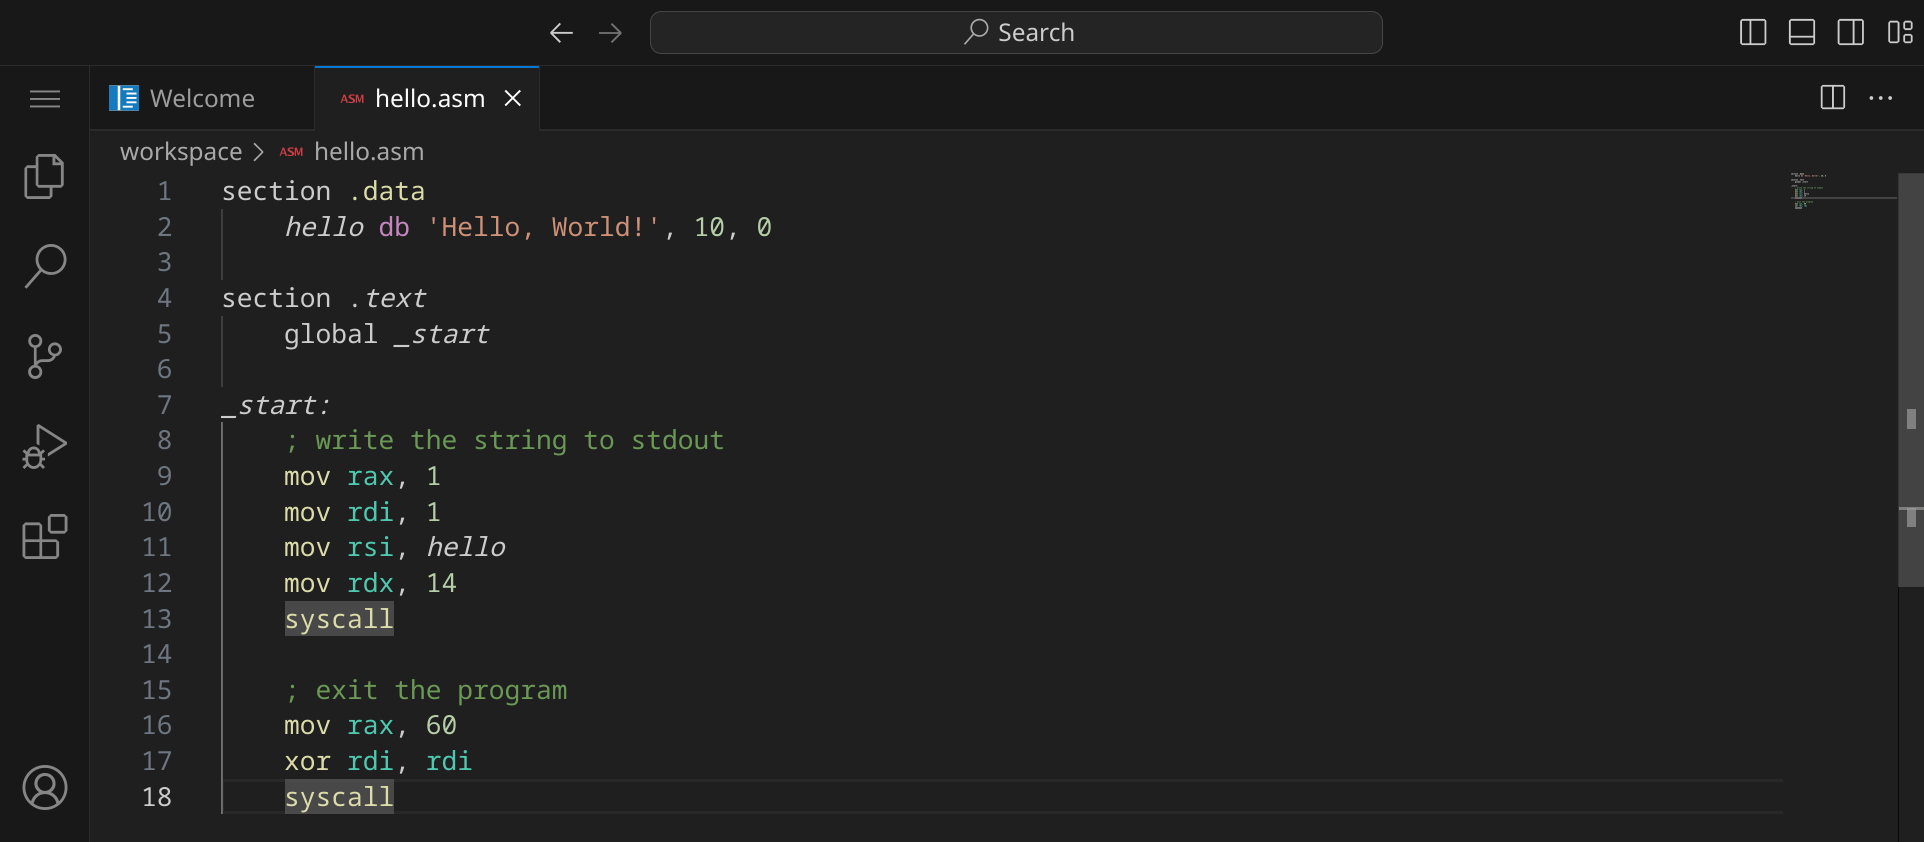 Search
Welcome
ASM hello.asm
workspace > ASM hello.asm
1 section .data
2     hello db 'Hello, World!', 10, 0
3
4 section .text
5     global _start
6
7 _start:
8     ; write the string to stdout
9     mov rax, 1
10     mov rdi, 1
11     mov rsi, hello
12     mov rdx, 14
13     syscall
14
15     ; exit the program
16     mov rax, 60
17     xor rdi, rdi
18     syscall